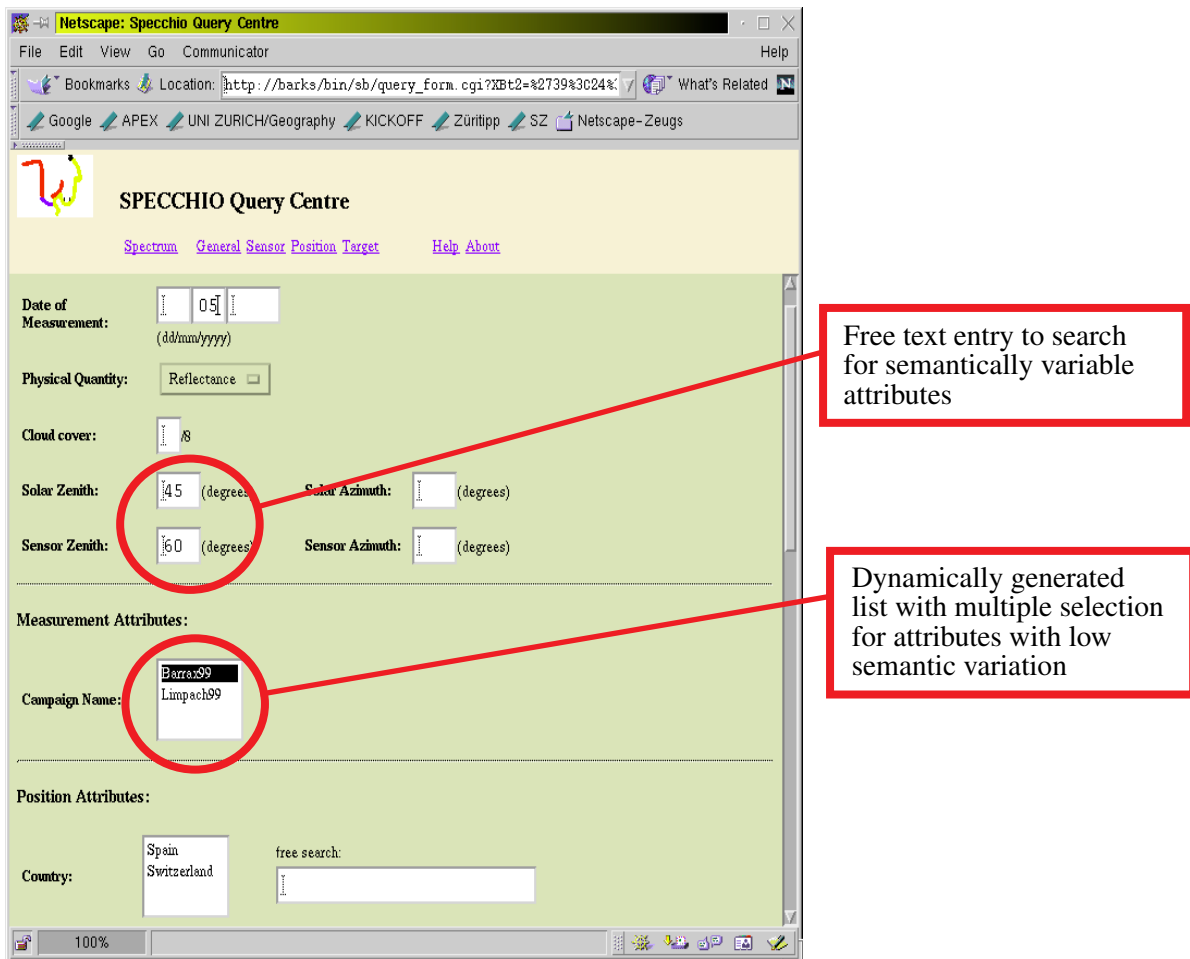 Netscape: Specchio Query Centre
File Edit View Go Communicator Help
Bookmarks Location: http://barks/bin/sb/query_form.cgi?XBt2=%2739%3C24% What's Related N
Google APEX UNI ZURICH/Geography KICKOFF Züritipp SZ Netscape-Zeugs
SPECCHIO Query Centre
Spectrum General Sensor Position Target Help About
Date of
Measurement:
05
(dd/mm/yyyy)
Physical Quantity: Reflectance
Cloud cover: /8
Solar Zenith: 45 (degrees) Solar Azimuth: (degrees)
Sensor Zenith: 60 (degrees) Sensor Azimuth: (degrees)
Measurement Attributes:
Campaign Name:
Barrax99
Limpach99
Position Attributes:
Country:
Spain
Switzerland
free search:
100%
Free text entry to search
for semantically variable
attributes
Dynamically generated
list with multiple selection
for attributes with low
semantic variation